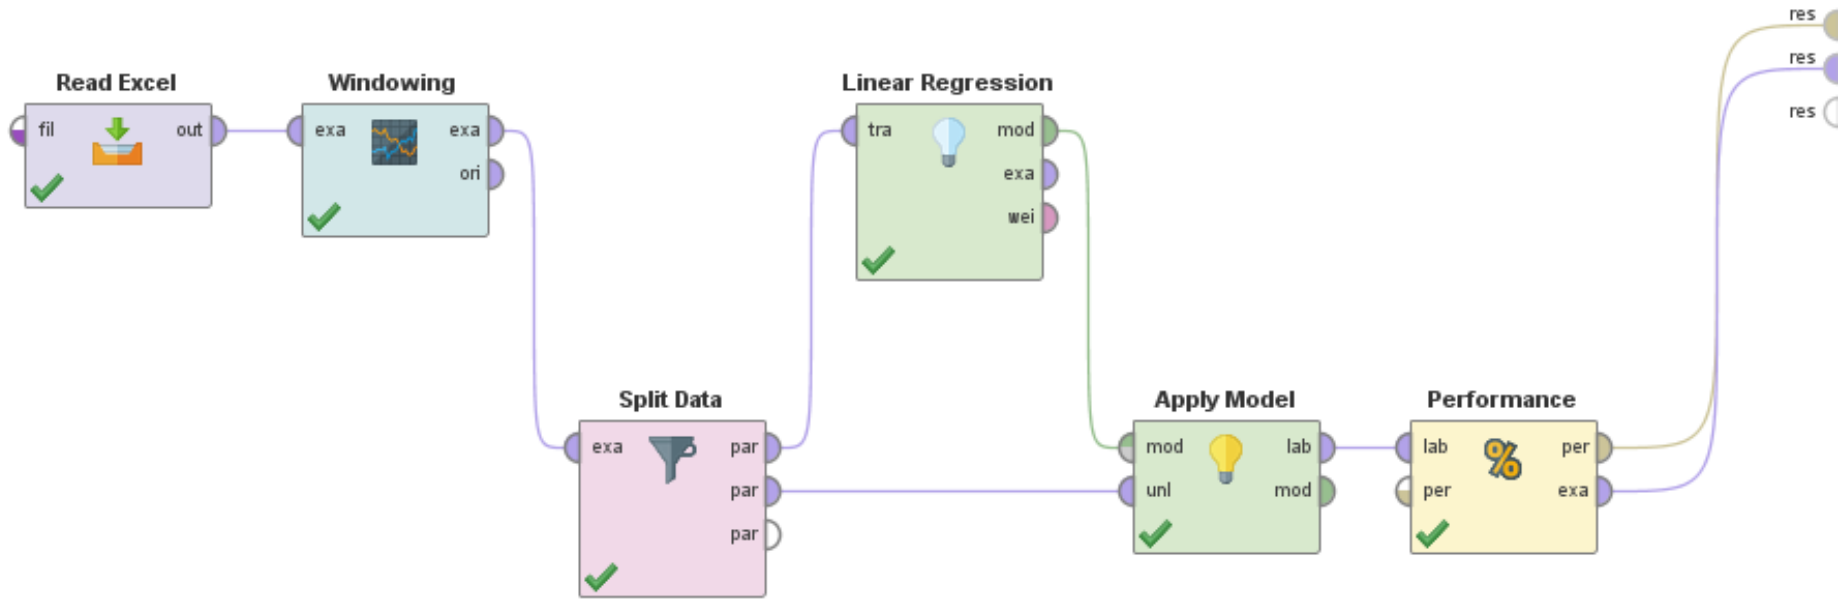 res
res
res
Read Excel
fil
out
Windowing
exa
exa
ori
Linear Regression
tra
mod
exa
wei
Split Data
exa
par
par
par
Apply Model
mod
lab
unl
mod
Performance
lab
per
per
exa
%